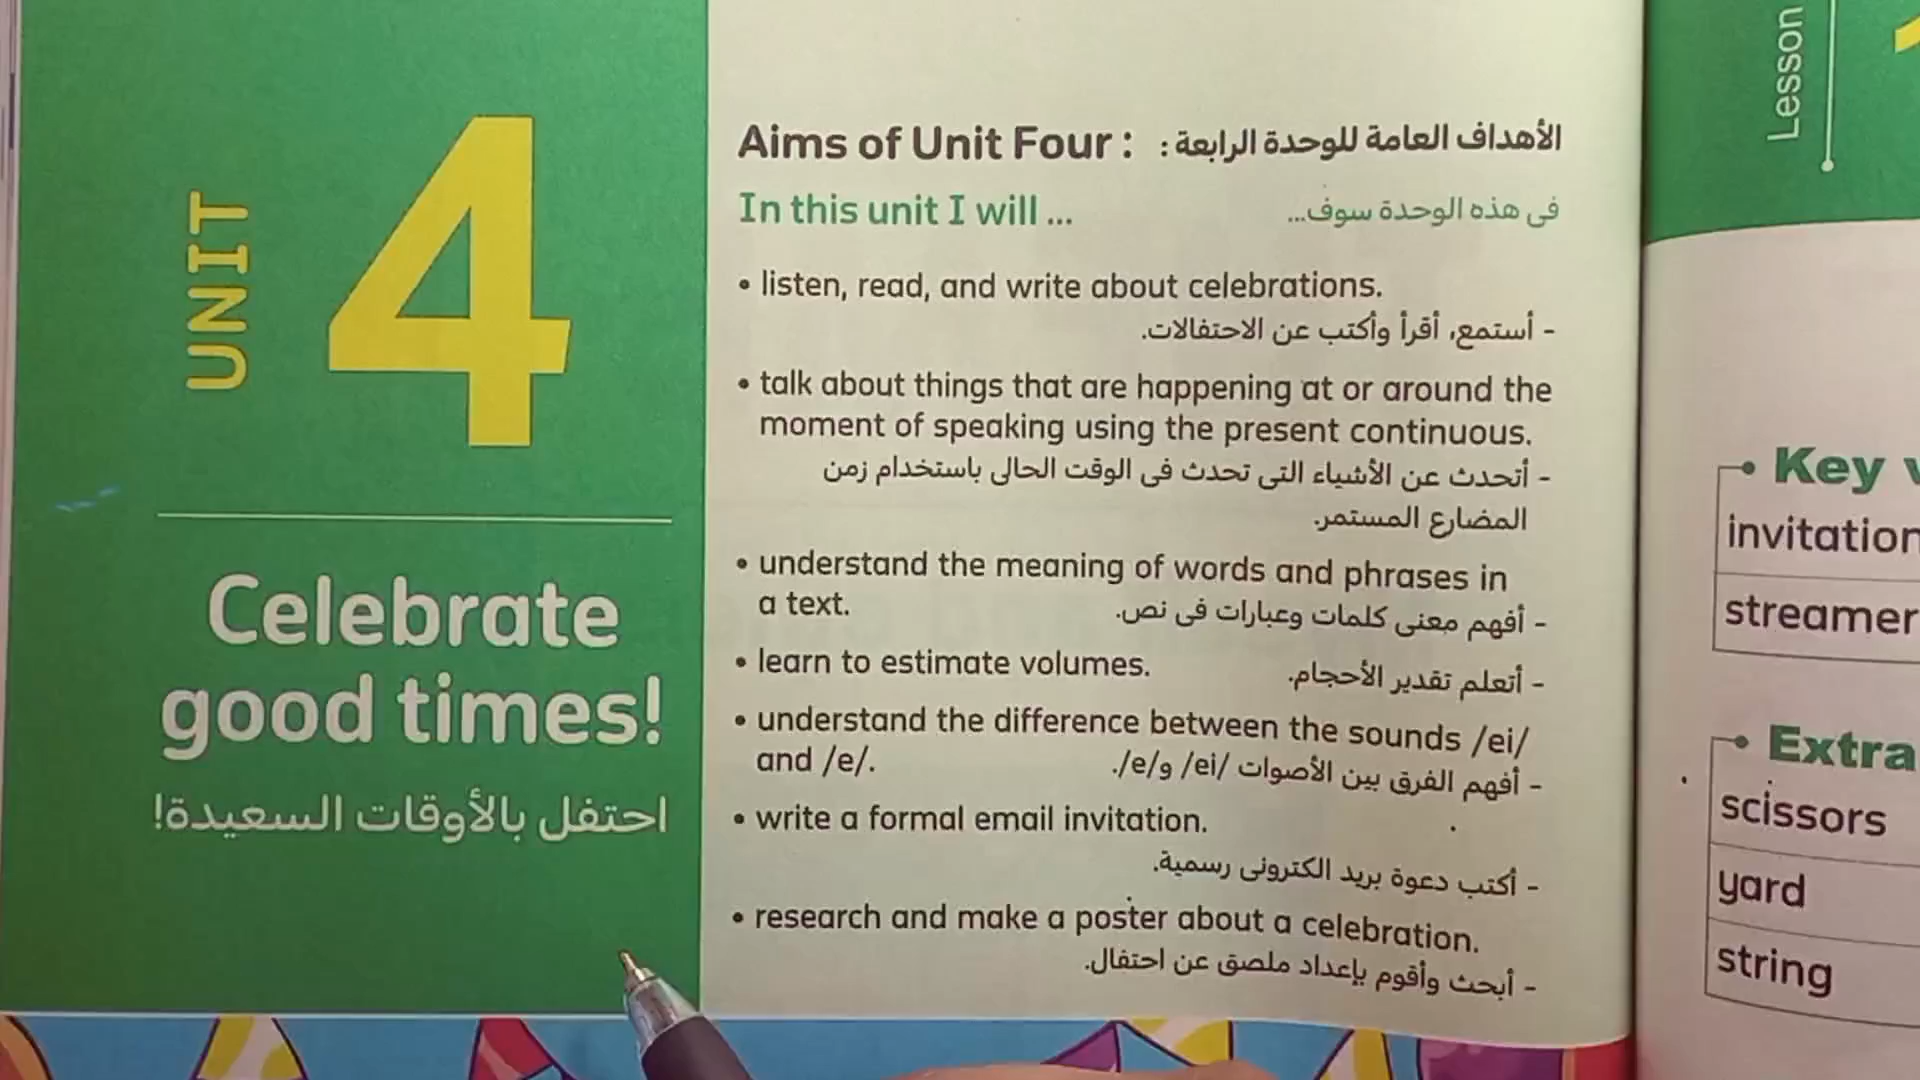 UNIT
4
Celebrate
good times!
احتفل بالأوقات السعيدة!
Aims of Unit Four : الأهداف العامة للوحدة الرابعة :
In this unit I will ... فى هذه الوحدة سوف...
• listen, read, and write about celebrations.
- أستمع، أقرأ وأكتب عن الاحتفالات.
• talk about things that are happening at or around the
moment of speaking using the present continuous.
- أتحدث عن الأشياء التى تحدث فى الوقت الحالى باستخدام زمن
المضارع المستمر.
• understand the meaning of words and phrases in
a text. - أفهم معنى كلمات وعبارات فى نص.
• learn to estimate volumes. - أتعلم تقدير الأحجام.
• understand the difference between the sounds /ei/
and /e/. - أفهم الفرق بين الأصوات /ei/ و/e/.
• write a formal email invitation.
- أكتب دعوة بريد الكترونى رسمية.
• research and make a poster about a celebration.
- أبحث وأقوم بإعداد ملصق عن احتفال.
Lesson
Key
invitation
streamer
Extra
scissors
yard
string